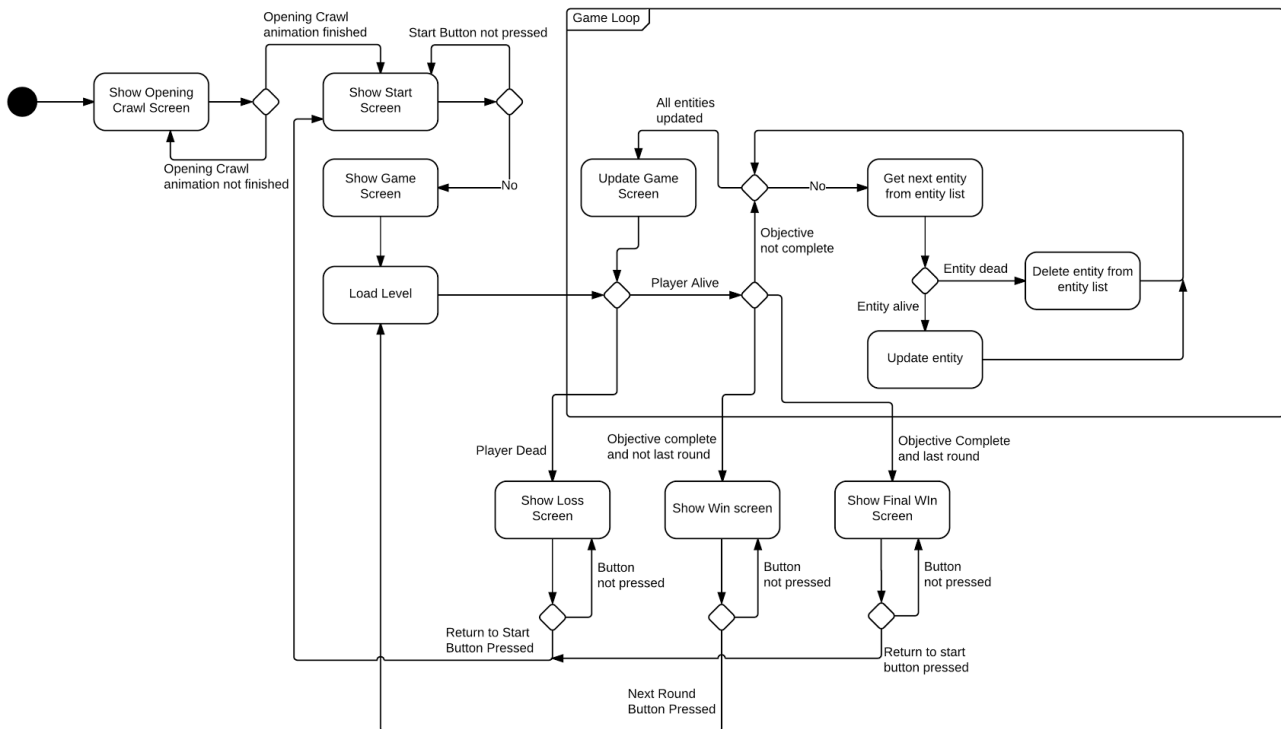 Opening Crawl
animation finished
Start Button not pressed
Game Loop
Show Opening
Crawl Screen
Show Start
Screen
All entities
updated
Opening Crawl
animation not finished
Show Game
Screen
No
Update Game
Screen
No
Get next entity
from entity list
Objective
not complete
Load Level
Player Alive
Entity dead
Delete entity from
entity list
Entity alive
Update entity
Player Dead
Objective complete
and not last round
Objective Complete
and last round
Show Loss
Screen
Show Win screen
Show Final WIn
Screen
Button
not pressed
Button
not pressed
Button
not pressed
Return to Start
Button Pressed
Return to start
button pressed
Next Round
Button Pressed